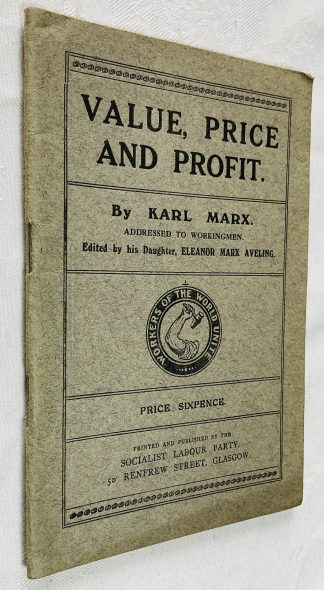 VALUE, PRICE
AND PROFIT.
By KARL MARX.
ADDRESSED TO WORKINGMEN.
Edited by his Daughter, ELEANOR MARX AVELING.
WORKERS OF THE WORLD UNITE
PRICE SIXPENCE.
PRINTED AND PUBLISHED BY THE
SOCIALIST LABOUR PARTY,
50 RENFREW STREET, GLASGOW.